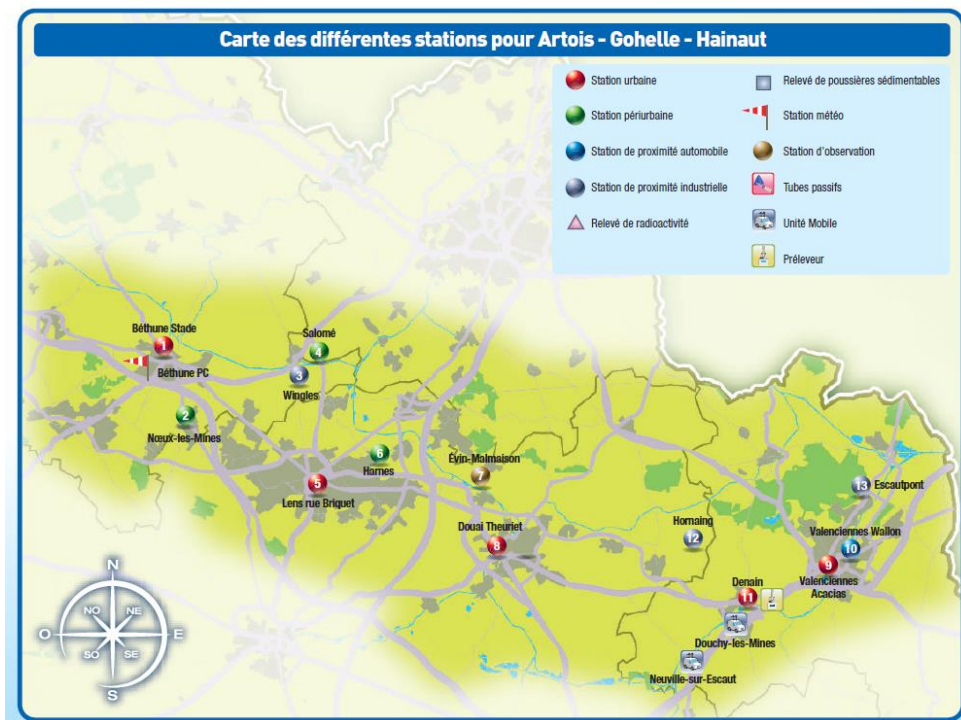 Carte des différentes stations pour Artois - Gohelle - Hainaut
Station urbaine
Relevé de poussières sédimentables
Station périurbaine
Station météo
Station de proximité automobile
Station d'observation
Station de proximité industrielle
Tubes passifs
Relevé de radioactivité
Unité Mobile
Préleveur
Béthune Stade
1
Béthune PC
Salomé
4
3
Wingles
2
Nœux-les-Mines
6
Harnes
5
Lens rue Briquet
Évin-Malmaison
7
Douai Theuriet
8
Hornaing
12
13
Escautpont
Valenciennes Wallon
10
9
Valenciennes
Acacias
Denain
11
Douchy-les-Mines
Neuville-sur-Escaut
N
NO
NE
O
E
SO
SE
S